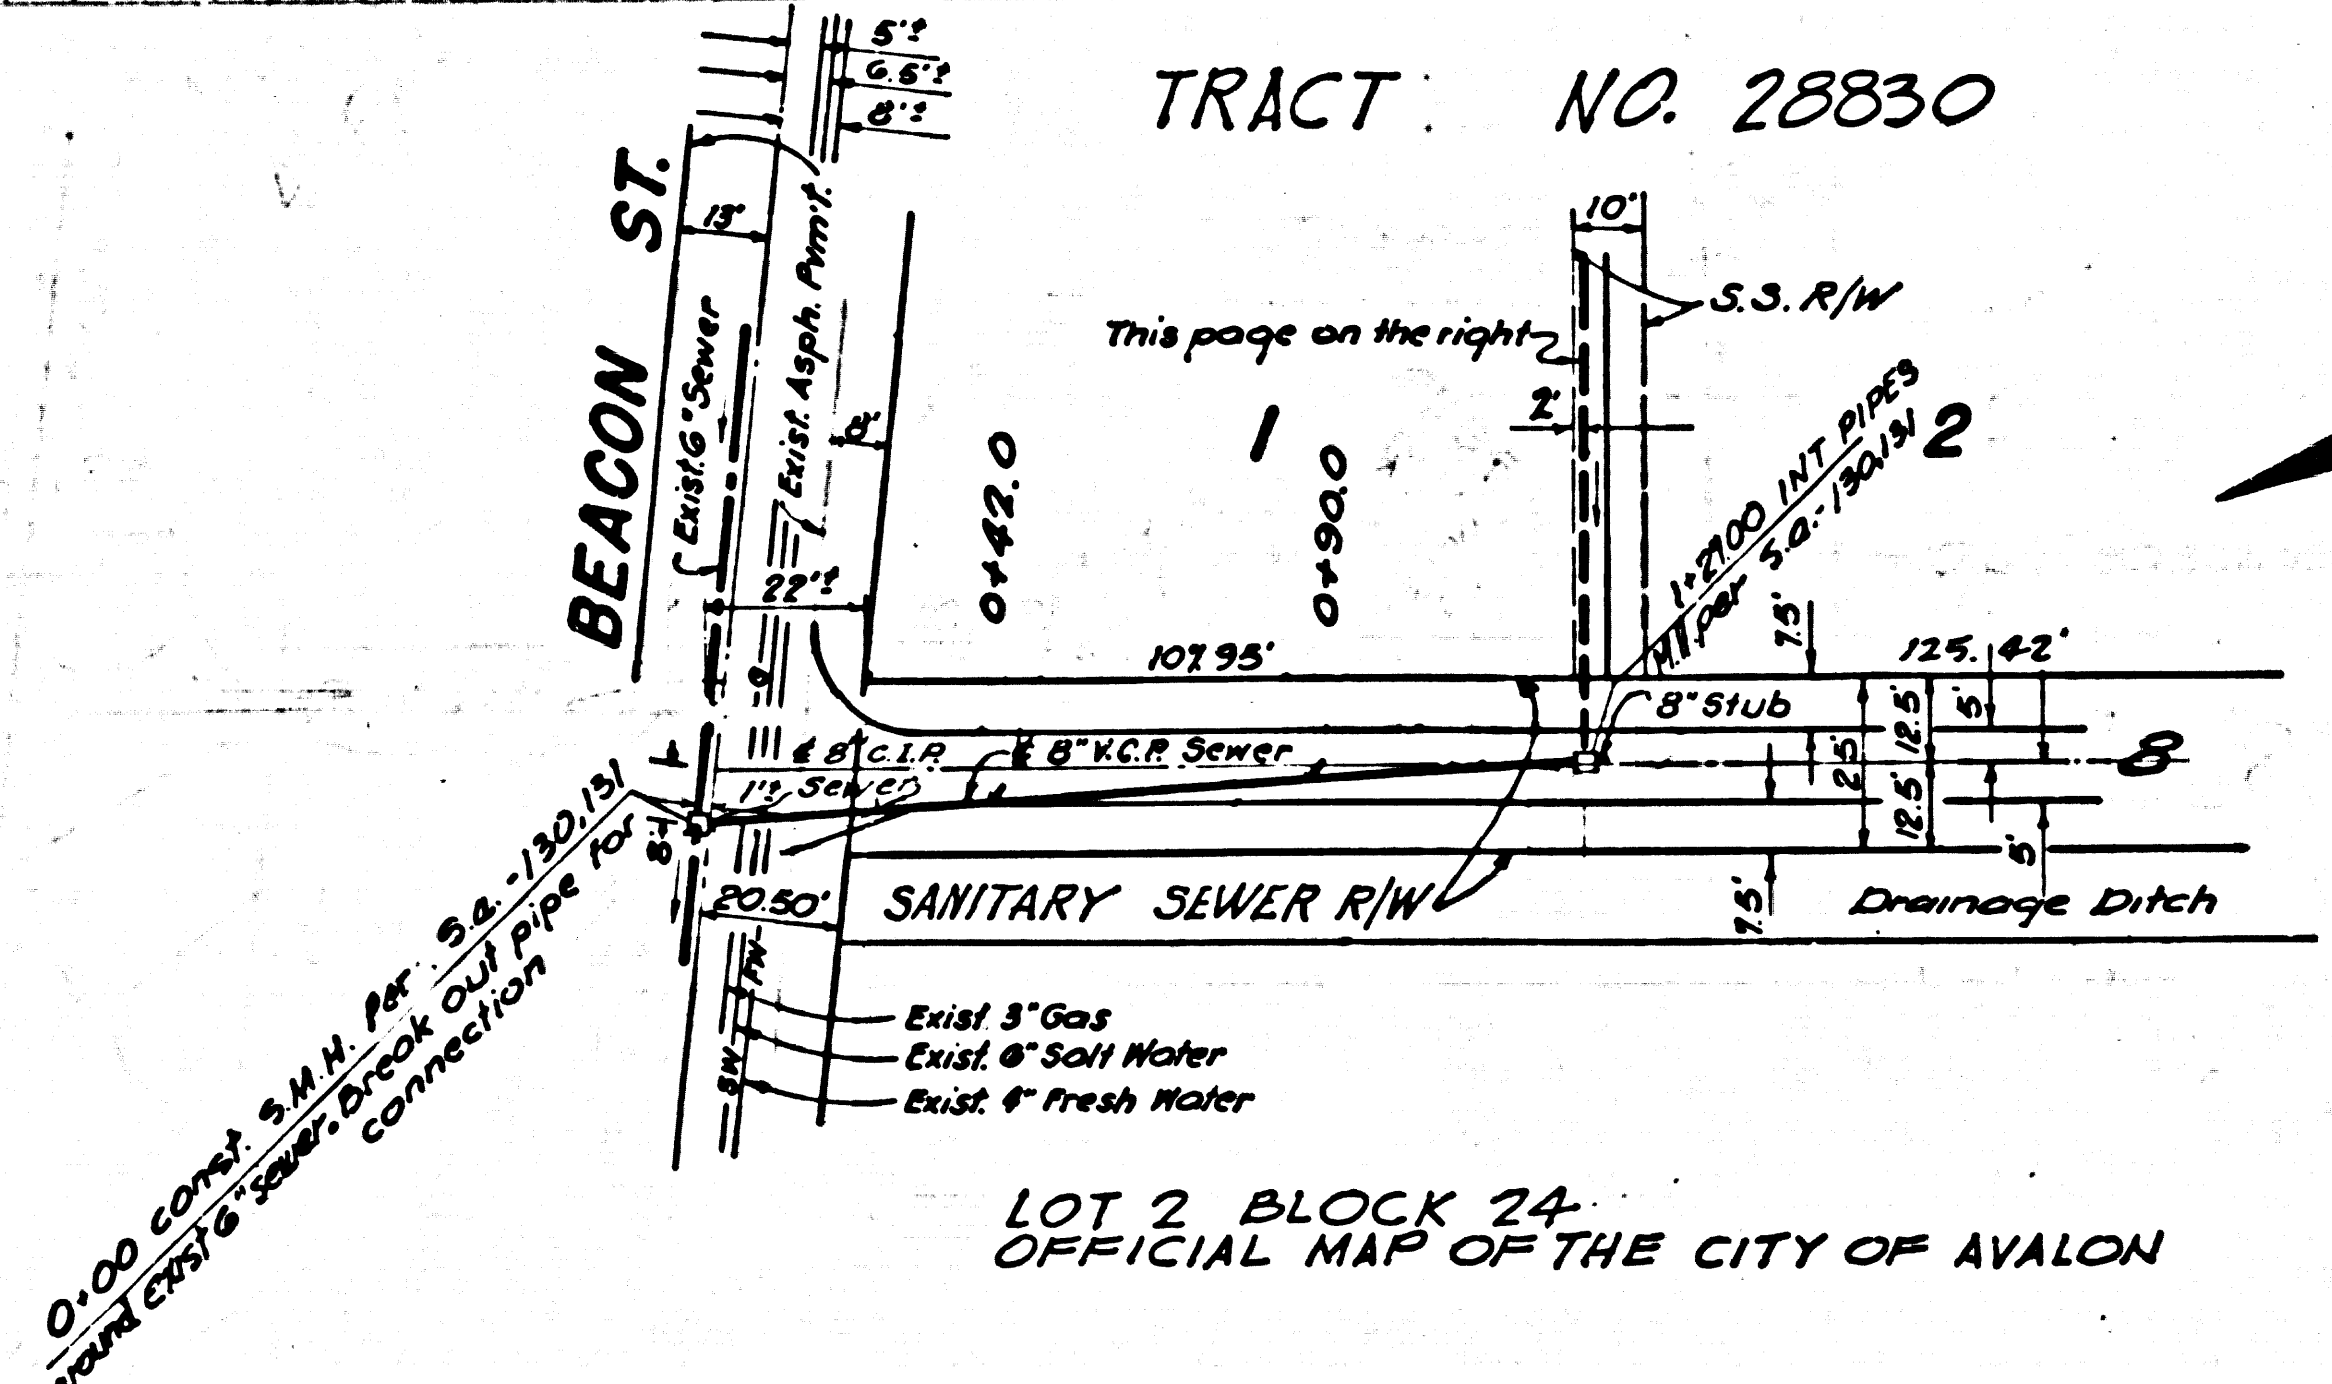 5'±
6.5'±
8'±
TRACT NO. 28830
BEACON ST.
13'
Exist. 6" Sewer
Exist. Asph. Pvm't.
8'
22'±
10'
S.S. R/W
This page on the right
2'
1
2
0+42.0
0+90.0
1+27.00 INT PIPES
M.H. per S.a.-130,131
7.5'
107.95'
125.42'
8" Stub
℄ 8" C.I.P.
Sewer
℄ 8" V.C.P. Sewer
1'±
25'
12.5'
12.5'
5'
5'
8
8'
20.50'
SANITARY SEWER R/W
7.5'
Drainage Ditch
FW
SW
Exist. 3" Gas
Exist. 6" Salt Water
Exist. 4" Fresh Water
0+00 const. S.M.H. per S.a.-130,131
around exist 6" sewer. Break out pipe for
connection
LOT 2 BLOCK 24
OFFICIAL MAP OF THE CITY OF AVALON